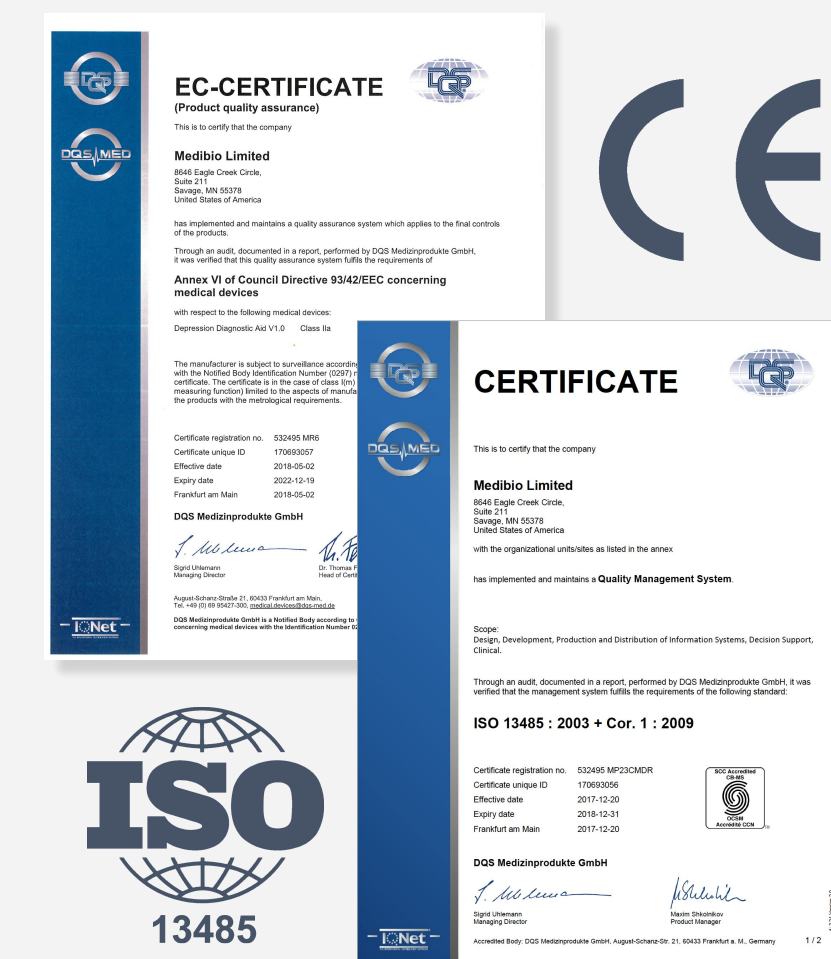 DQS
DQS MED
EC-CERTIFICATE
(Product quality assurance)
This is to certify that the company
Medibio Limited
8646 Eagle Creek Circle,
Suite 211
Savage, MN 55378
United States of America
has implemented and maintains a quality assurance system which applies to the final controls
of the products.
Through an audit, documented in a report, performed by DQS Medizinprodukte GmbH,
it was verified that this quality assurance system fulfils the requirements of
Annex VI of Council Directive 93/42/EEC concerning
medical devices
with respect to the following medical devices:
Depression Diagnostic Aid V1.0 Class IIa
The manufacturer is subject to surveillance according
with the Notified Body Identification Number (0297)
certificate. The certificate is in the case of class I(m)
measuring function) limited to the aspects of
the products with the metrological requirements.
Certificate registration no. 532495 MR6
Certificate unique ID 170693057
Effective date 2018-05-02
Expiry date 2022-12-19
Frankfurt am Main 2018-05-02
DQS Medizinprodukte GmbH
Sigrid Uhlemann
Managing Director
Dr. Thomas
Head of
August-Schanz-Straße 21, 60433 Frankfurt am Main,
Tel. +49 (0) 69 95427-300, medical.devices@dqs-med.de
DQS Medizinprodukte GmbH is a Notified Body according to
concerning medical devices with the Identification Number
IQNet
CE
DQS
DQS MED
CERTIFICATE
This is to certify that the company
Medibio Limited
8646 Eagle Creek Circle,
Suite 211
Savage, MN 55378
United States of America
with the organizational units/sites as listed in the annex
has implemented and maintains a Quality Management System.
Scope:
Design, Development, Production and Distribution of Information Systems, Decision Support,
Clinical.
Through an audit, documented in a report, performed by DQS Medizinprodukte GmbH, it was
verified that the management system fulfills the requirements of the following standard:
ISO 13485 : 2003 + Cor. 1 : 2009
Certificate registration no. 532495 MP23CMDR
Certificate unique ID 170693056
Effective date 2017-12-20
Expiry date 2018-12-31
Frankfurt am Main 2017-12-20
SCC Accredited
CB-MS
OCSM
Accrédité CCN
DQS Medizinprodukte GmbH
Sigrid Uhlemann
Managing Director
Maxim Shkolnikov
Product Manager
Accredited Body: DQS Medizinprodukte GmbH, August-Schanz-Str. 21, 60433 Frankfurt a. M., Germany 1 / 2
IQNet
ISO
13485